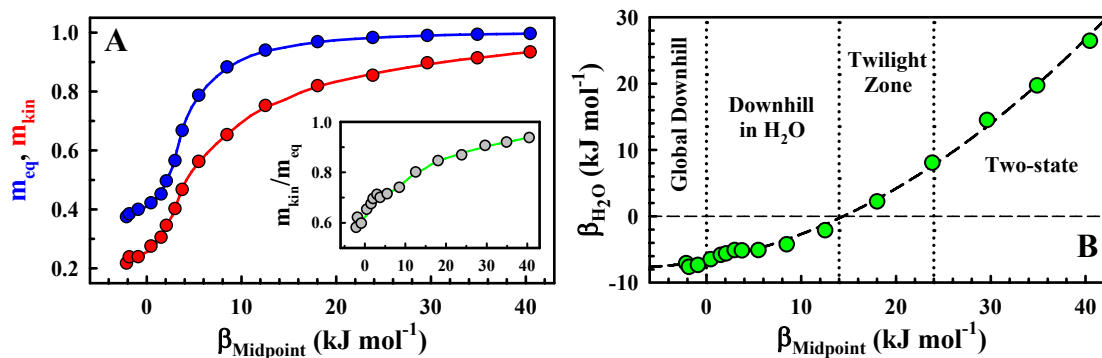 A
m_eq, m_kin
1.0
0.8
0.6
0.4
0.2
0
10
20
30
40
β_Midpoint (kJ mol⁻¹)
m_kin/m_eq
1.0
0.8
0.6
0 10 20 30 40
B
β_H₂O (kJ mol⁻¹)
30
20
10
0
-10
Global Downhill
Downhill
in H₂O
Twilight
Zone
Two-state
0 10 20 30 40
β_Midpoint (kJ mol⁻¹)